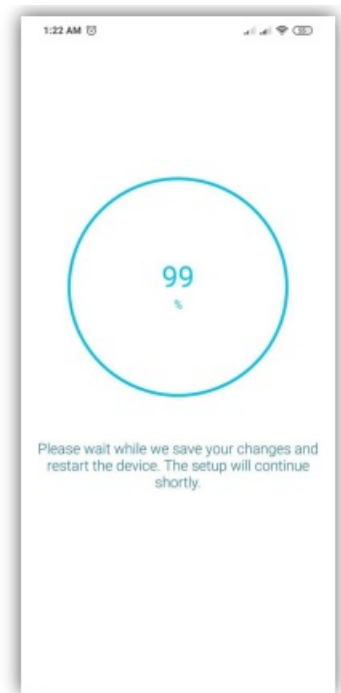 1:22 AM
99
%
Please wait while we save your changes and
restart the device. The setup will continue
shortly.